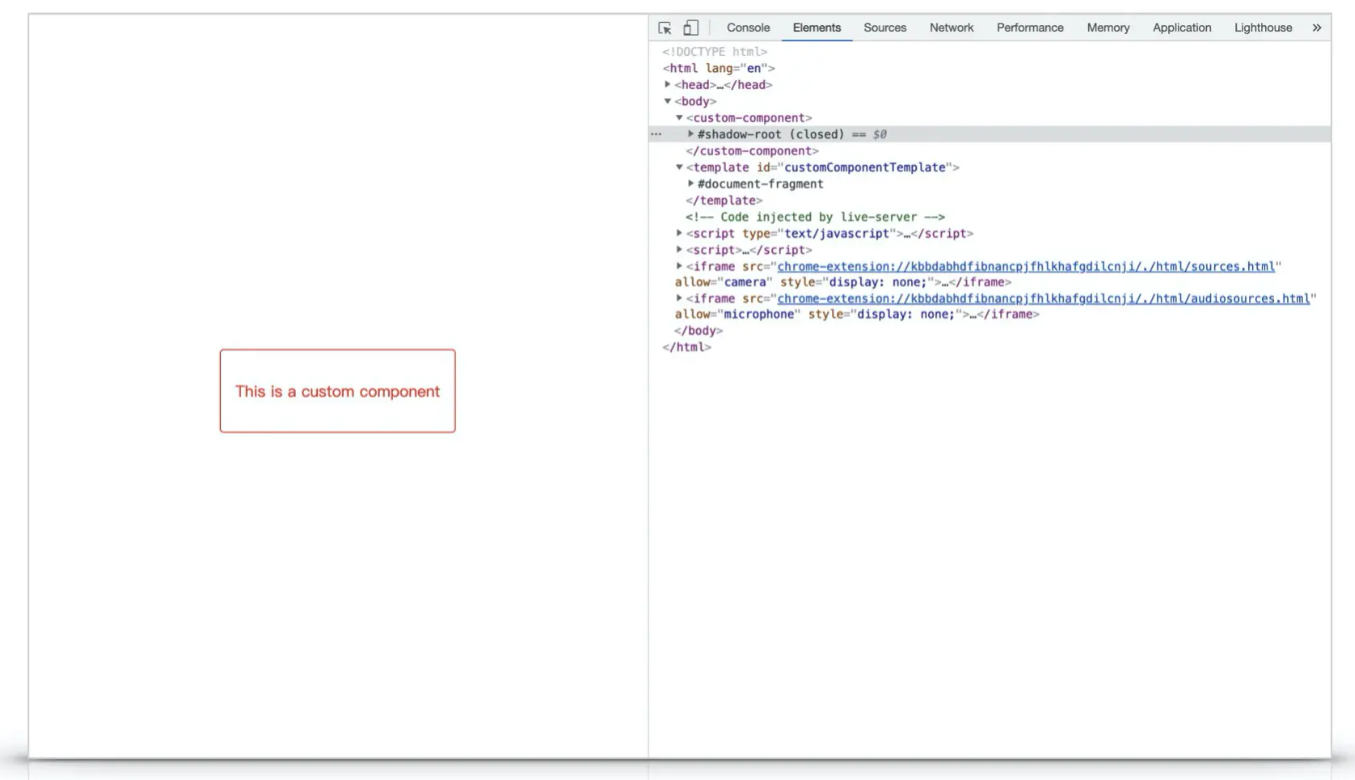 Console Elements Sources Network Performance Memory Application Lighthouse »
<!DOCTYPE html>
<html lang="en">
<head>…</head>
<body>
<custom-component>
… #shadow-root (closed) == $0
</custom-component>
<template id="customComponentTemplate">
#document-fragment
</template>
<!-- Code injected by live-server -->
<script type="text/javascript">…</script>
<script>…</script>
<iframe src="chrome-extension://kbbdabhdfibnancpjfhlkhafgdilcnji/./html/sources.html"
allow="camera" style="display: none;">…</iframe>
<iframe src="chrome-extension://kbbdabhdfibnancpjfhlkhafgdilcnji/./html/audiosources.html"
allow="microphone" style="display: none;">…</iframe>
</body>
</html>
This is a custom component